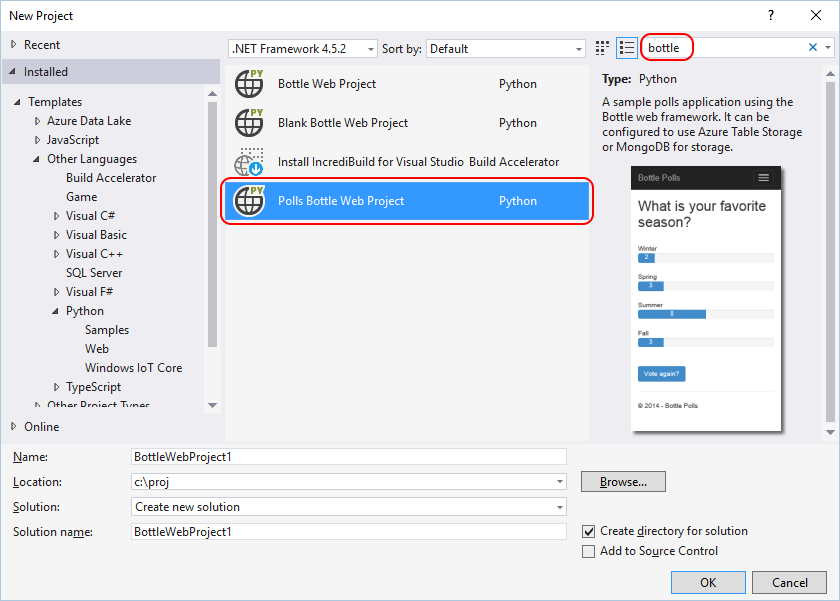 New Project
?
Recent
Installed
Templates
Azure Data Lake
JavaScript
Other Languages
Build Accelerator
Game
Visual C#
Visual Basic
Visual C++
SQL Server
Visual F#
Python
Samples
Web
Windows IoT Core
TypeScript
Other Project Types
Online
.NET Framework 4.5.2 Sort by: Default
bottle
PY Bottle Web Project Python
PY Blank Bottle Web Project Python
Install IncrediBuild for Visual Studio Build Accelerator
PY Polls Bottle Web Project Python
Type: Python
A sample polls application using the
Bottle web framework. It can be
configured to use Azure Table Storage
or MongoDB for storage.
Bottle Polls
What is your favorite
season?
Winter
2
Spring
3
Summer
8
Fall
3
Vote again?
© 2014 - Bottle Polls
Name: BottleWebProject1
Location: c:\proj Browse...
Solution: Create new solution
Solution name: BottleWebProject1
Create directory for solution
Add to Source Control
OK Cancel